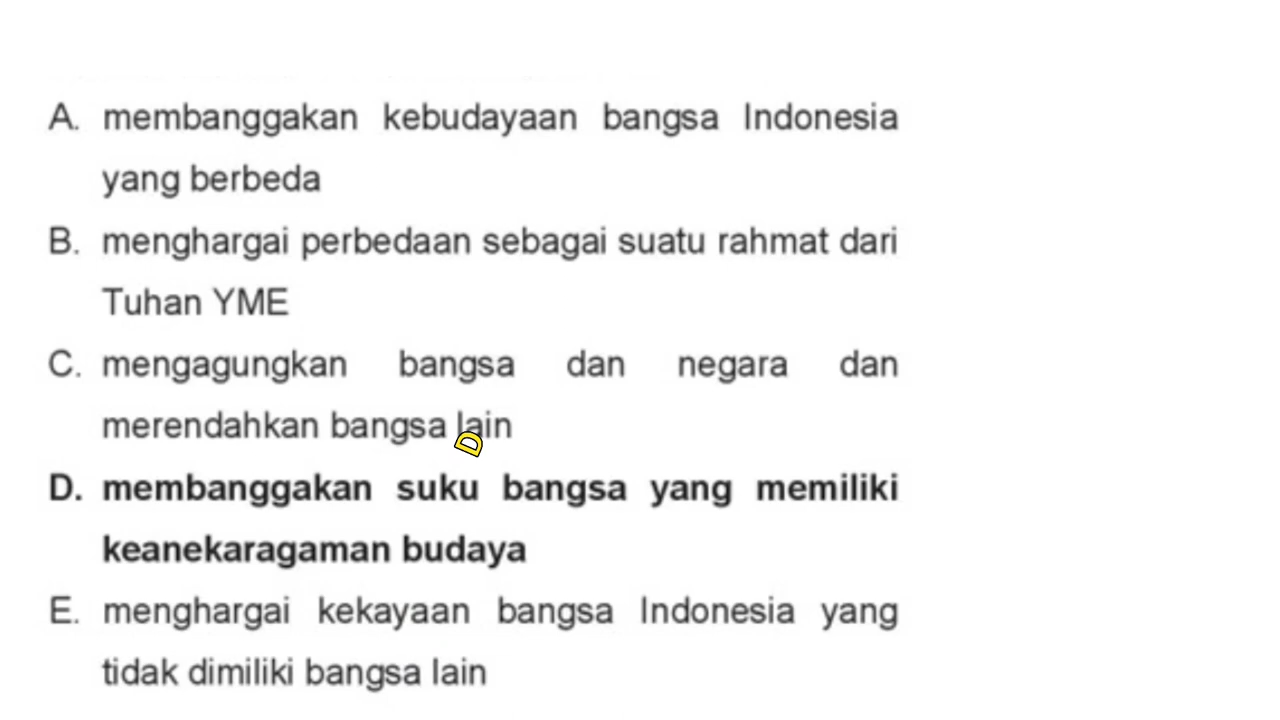 A. membanggakan kebudayaan bangsa Indonesia
yang berbeda
B. menghargai perbedaan sebagai suatu rahmat dari
Tuhan YME
C. mengagungkan bangsa dan negara dan
merendahkan bangsa lain
D
D. membanggakan suku bangsa yang memiliki
keanekaragaman budaya
E. menghargai kekayaan bangsa Indonesia yang
tidak dimiliki bangsa lain